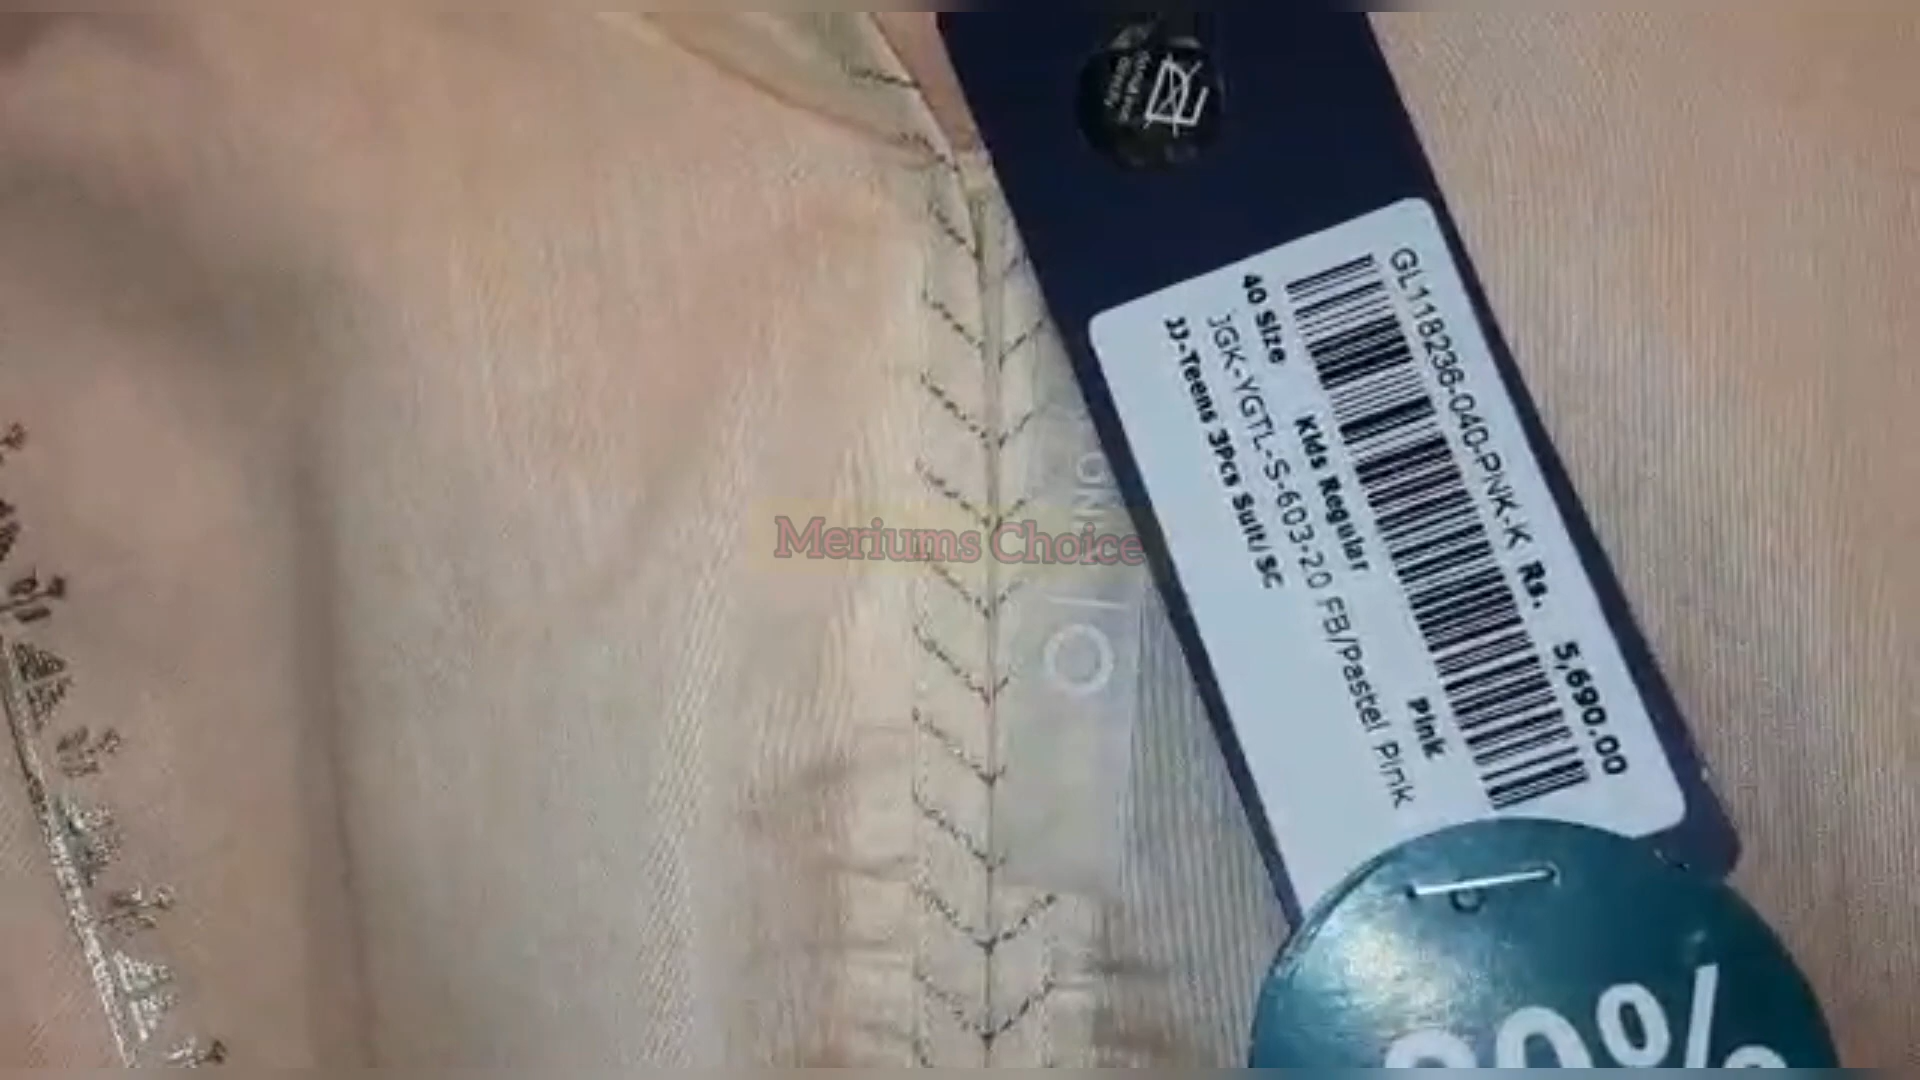 GL118236-040-PNK-K Rs. 5,690.00
40 Size Kids Regular Pink
JGK-YGTL-S-603-20 FB/Pastel Pink
JJ-Teens 3Pcs Suit/SC
Meriums Choice